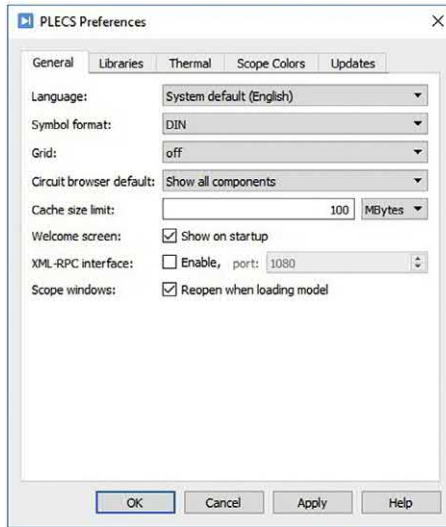 PLECS Preferences
General Libraries Thermal Scope Colors Updates
Language: System default (English)
Symbol format: DIN
Grid: off
Circuit browser default: Show all components
Cache size limit: 100 MBytes
Welcome screen: Show on startup
XML-RPC interface: Enable, port: 1080
Scope windows: Reopen when loading model
OK Cancel Apply Help